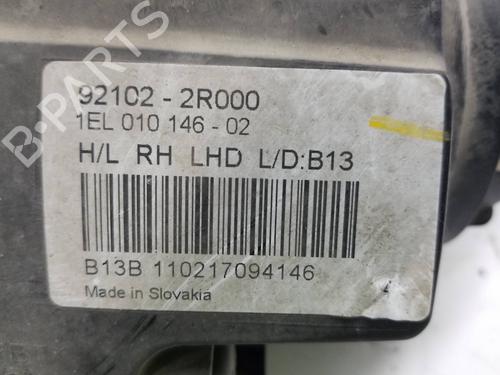 92102 - 2R000
1EL 010 146 - 02
H/L RH LHD L/D:B13
B13B 110217094146
Made in Slovakia
B-PARTS